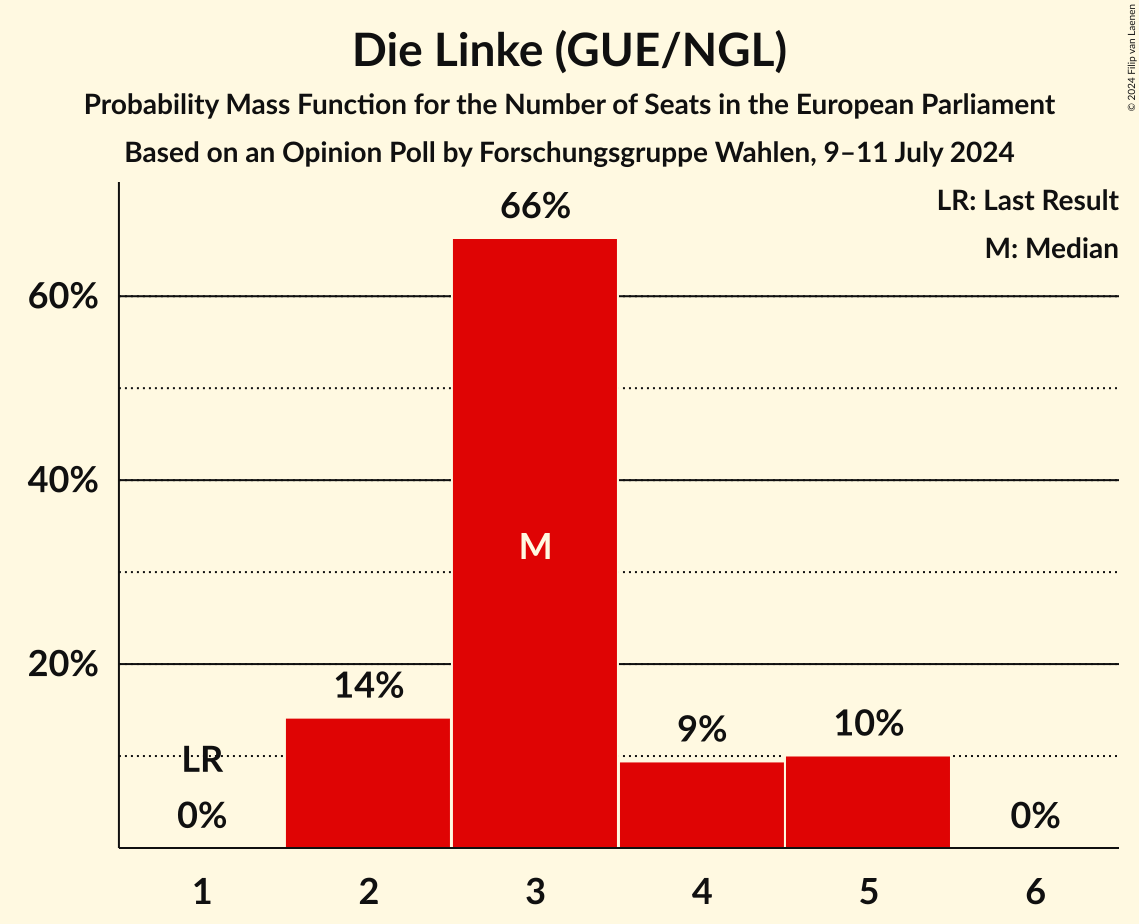 Die Linke (GUE/NGL)
Probability Mass Function for the Number of Seats in the European Parliament
Based on an Opinion Poll by Forschungsgruppe Wahlen, 9–11 July 2024
© 2024 Filip van Laenen
LR: Last Result
M: Median
66%
60%
40%
M
20%
14%
9%
10%
LR
0%
0%
1 2 3 4 5 6